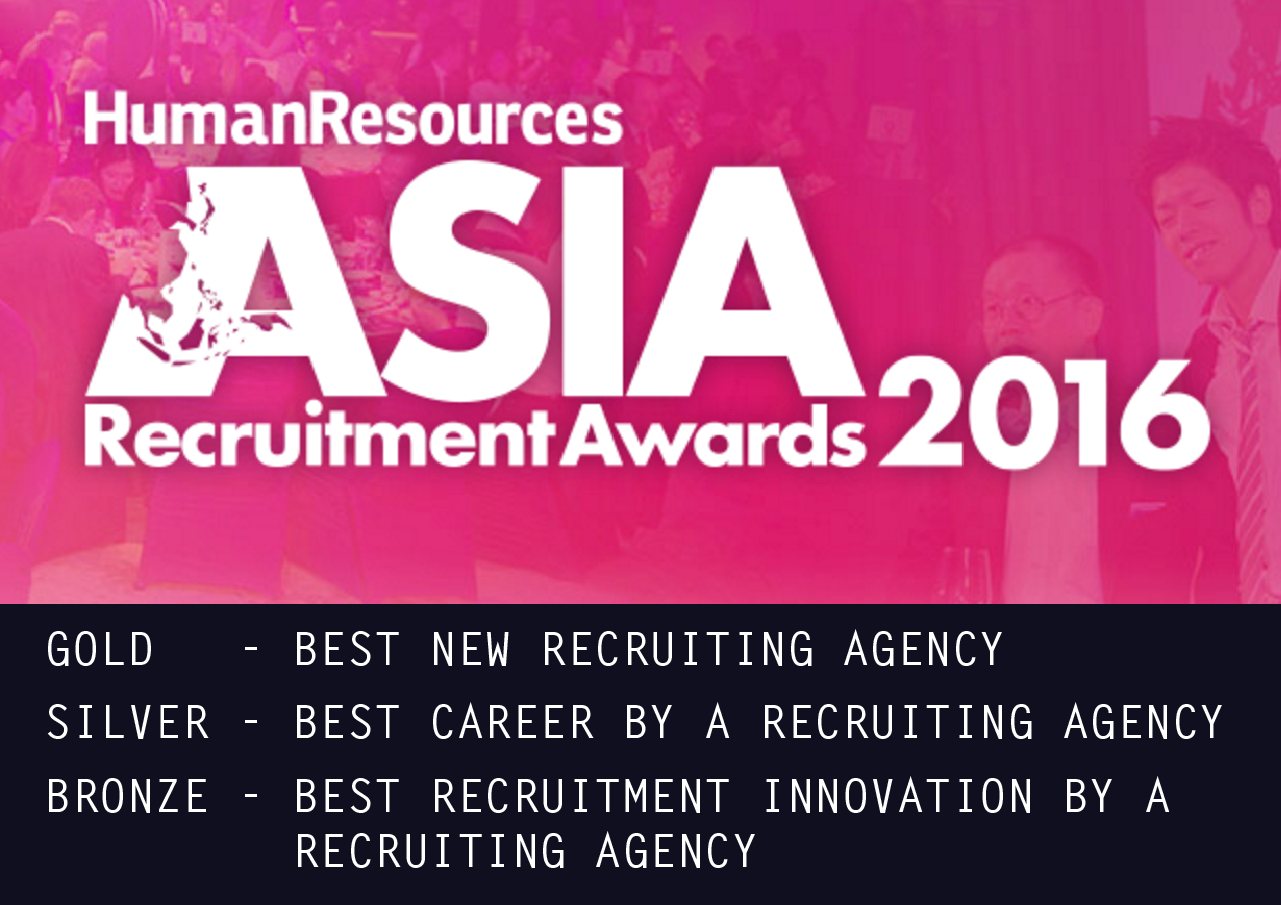 HumanResources
ASIA
Recruitment Awards 2016
GOLD - BEST NEW RECRUITING AGENCY
SILVER - BEST CAREER BY A RECRUITING AGENCY
BRONZE - BEST RECRUITMENT INNOVATION BY A
RECRUITING AGENCY